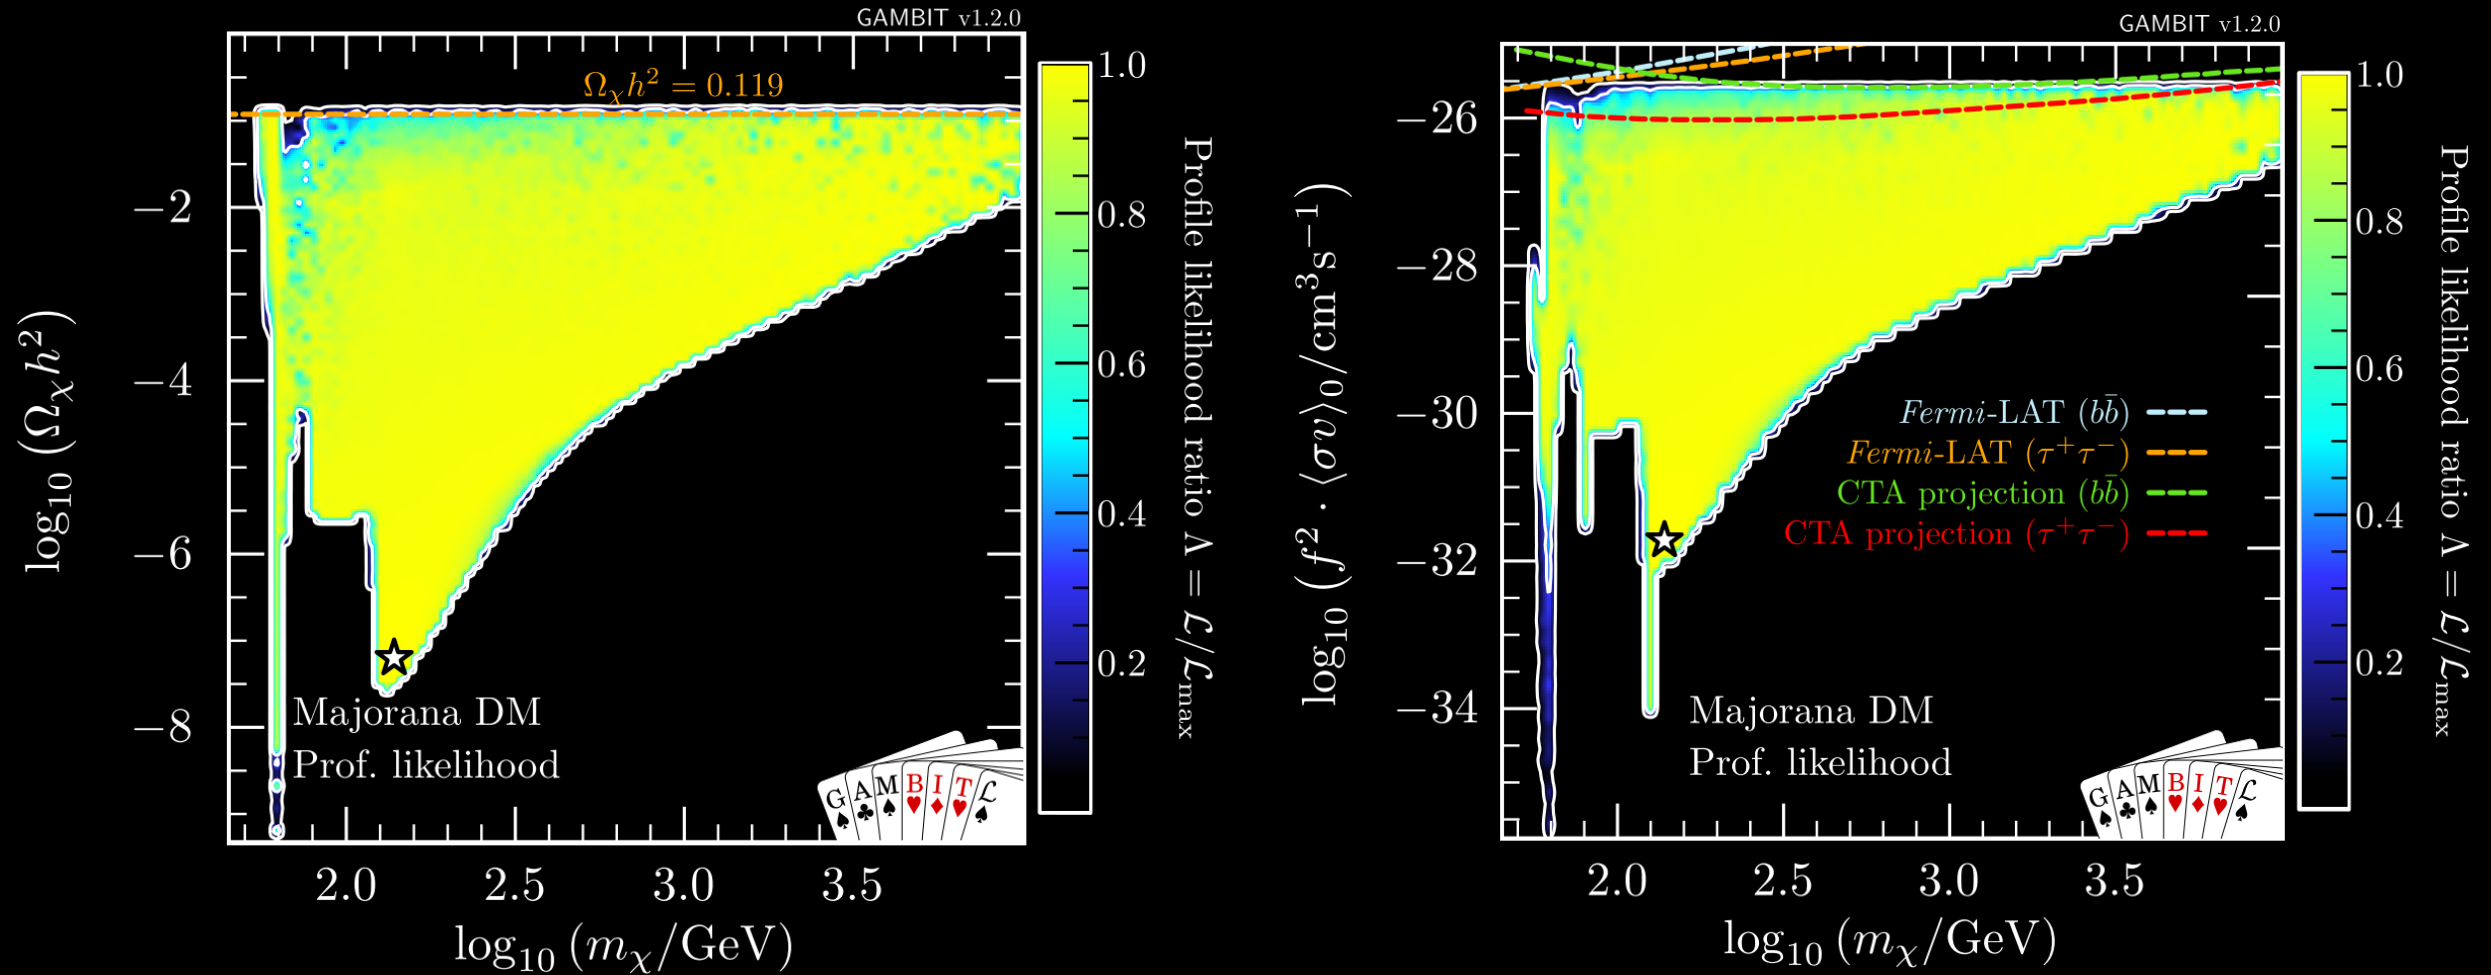 GAMBIT v1.2.0
Ωχh² = 0.119
log₁₀ (Ωχh²)
−2
−4
−6
−8
2.0
2.5
3.0
3.5
log₁₀ (mχ/GeV)
Majorana DM
Prof. likelihood
G A M B I T ℒ
1.0
0.8
0.6
0.4
0.2
Profile likelihood ratio Λ = ℒ/ℒmax
GAMBIT v1.2.0
log₁₀ (f² · ⟨σv⟩₀/cm³s⁻¹)
−26
−28
−30
−32
−34
2.0
2.5
3.0
3.5
log₁₀ (mχ/GeV)
Fermi-LAT (bb̄)
Fermi-LAT (τ⁺τ⁻)
CTA projection (bb̄)
CTA projection (τ⁺τ⁻)
Majorana DM
Prof. likelihood
G A M B I T ℒ
1.0
0.8
0.6
0.4
0.2
Profile likelihood ratio Λ = ℒ/ℒmax